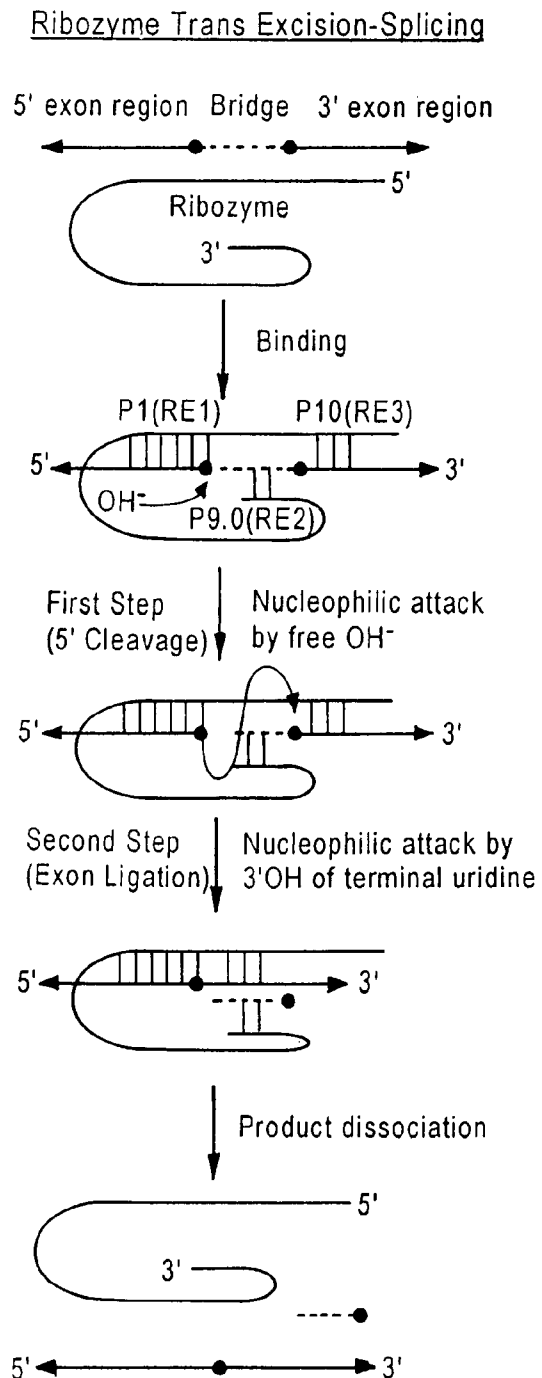 Ribozyme Trans Excision-Splicing
5' exon region Bridge 3' exon region
5'
Ribozyme
3'
Binding
P1(RE1) P10(RE3)
5' 3'
OH-
P9.0(RE2)
First Step Nucleophilic attack
(5' Cleavage) by free OH-
5' 3'
Second Step Nucleophilic attack by
(Exon Ligation) 3'OH of terminal uridine
5' 3'
Product dissociation
5'
3'
5' 3'